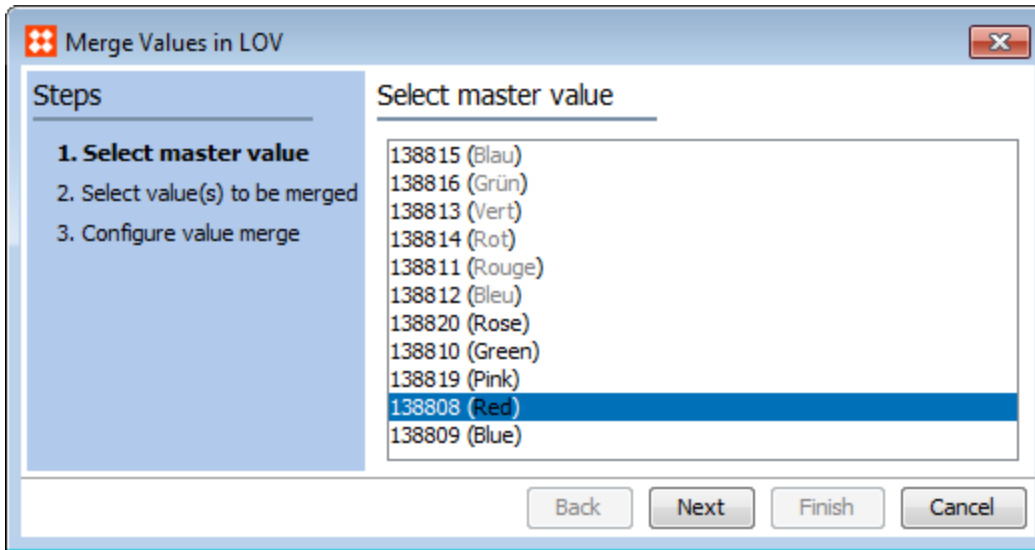 Merge Values in LOV
Steps
1. Select master value
2. Select value(s) to be merged
3. Configure value merge
Select master value
138815 (Blau)
138816 (Grün)
138813 (Vert)
138814 (Rot)
138811 (Rouge)
138812 (Bleu)
138820 (Rose)
138810 (Green)
138819 (Pink)
138808 (Red)
138809 (Blue)
Back Next Finish Cancel